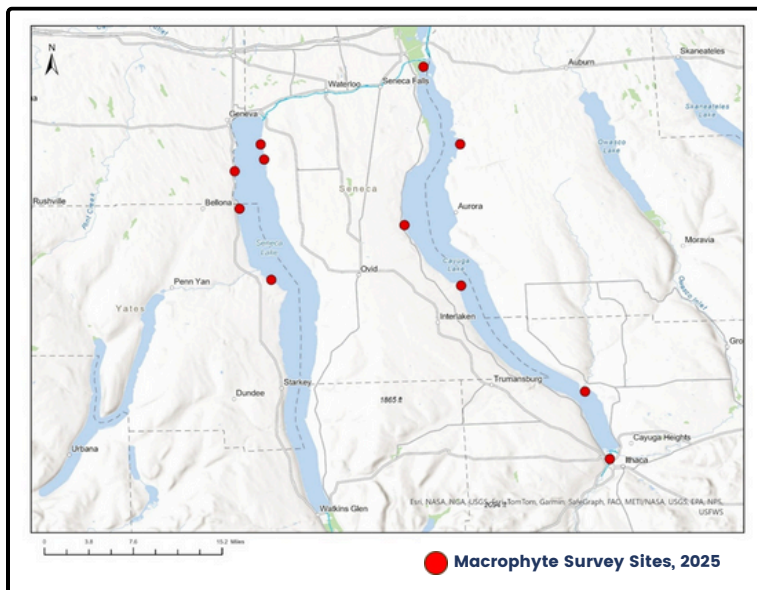 N
Skaneateles
Auburn
Seneca Falls
Waterloo
Geneva
Skaneateles
Lake
Owasco
Lake
Seneca
Rushville
Bellona
Aurora
Moravia
Seneca
Lake
Cayuga
Lake
Ovid
Penn Yan
Owasco Inlet
Yates
Interlaken
Gro
Trumansburg
Starkey
Dundee
1865 ft
Cayuga Heights
Urbana
Ithaca
Esri, NASA, NGA, USGS, Esri, TomTom, Garmin, SafeGraph, FAO, METI/NASA, USGS, EPA, NPS,
USFWS
Watkins Glen
0 3.8 7.6 15.2 Miles
Macrophyte Survey Sites, 2025